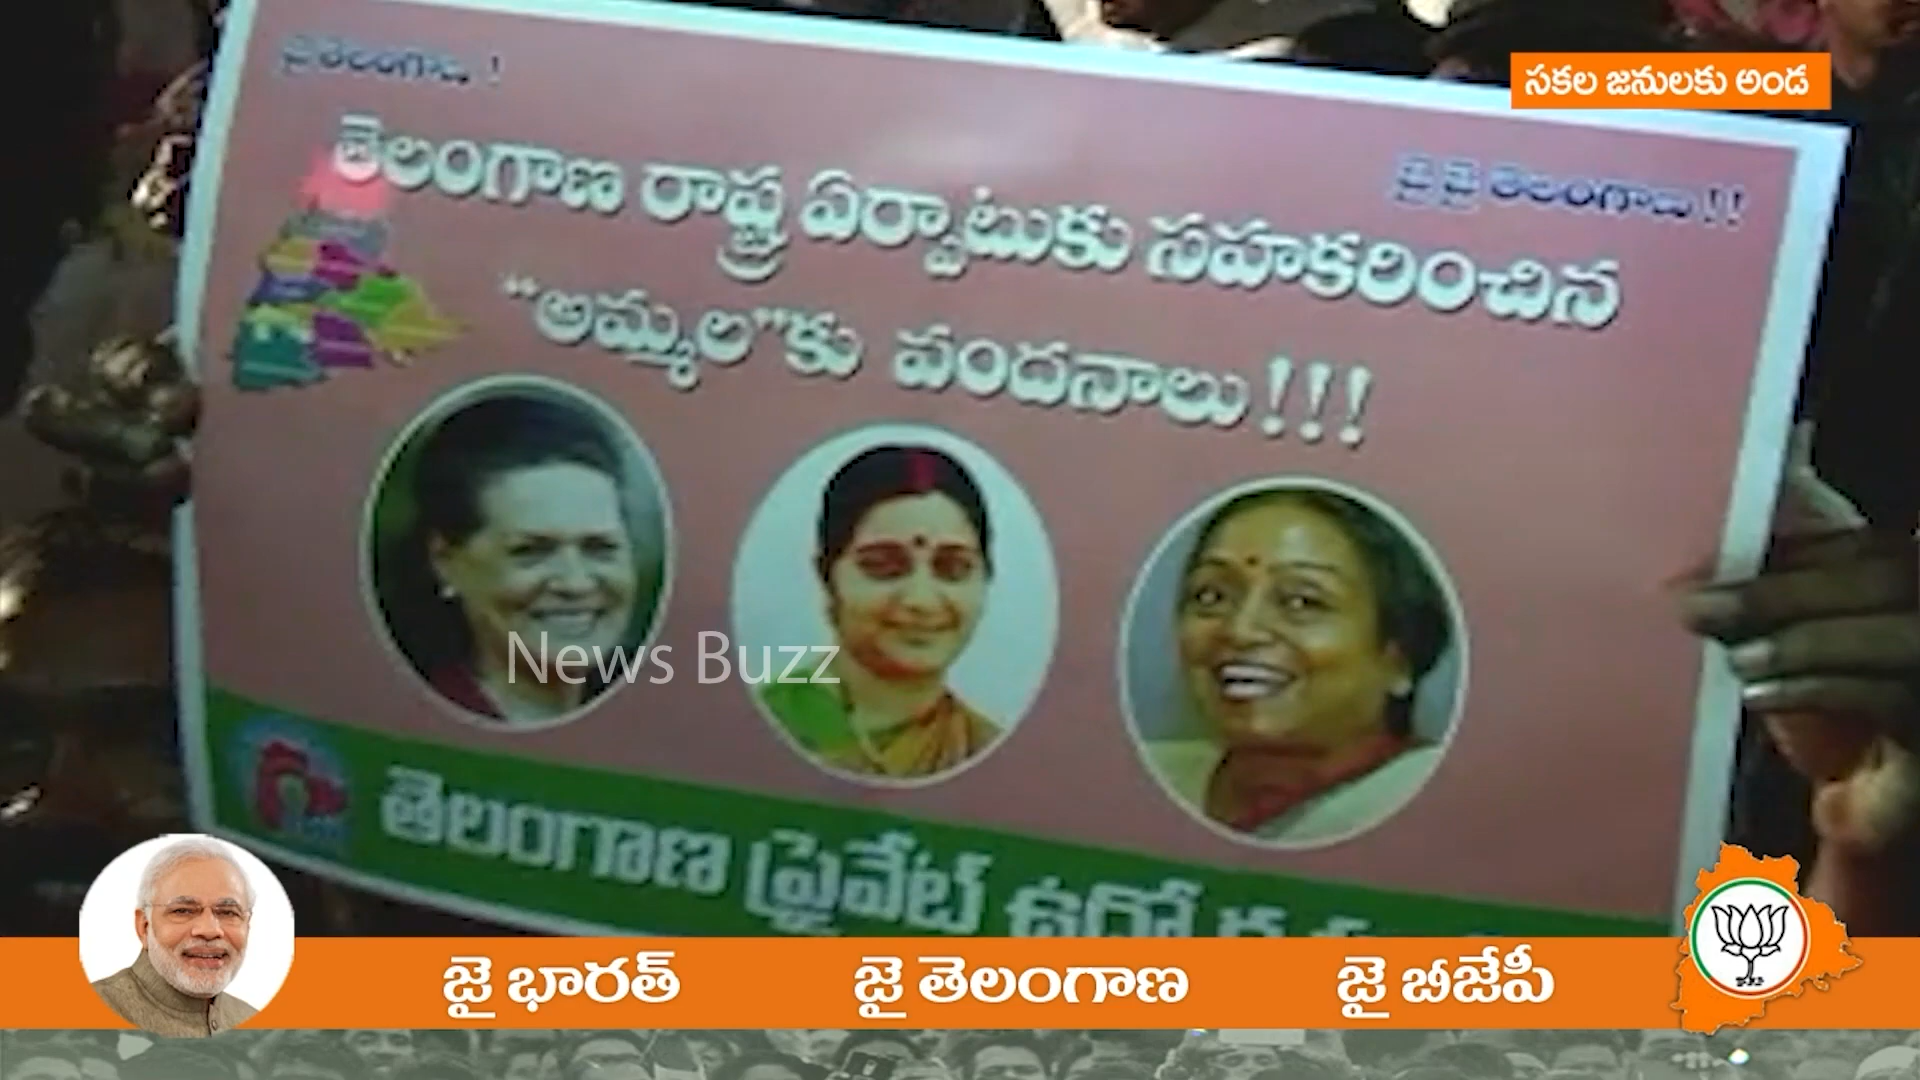 సకల జనులకు అండ
జై తెలంగాణ !
జై జై తెలంగాణ !!
తెలంగాణ రాష్ట్ర ఏర్పాటుకు సహకరించిన
"అమ్మల"కు వందనాలు !!!
News Buzz
తెలంగాణ ప్రైవేట్
జై భారత్ జై తెలంగాణ జై బీజేపీ